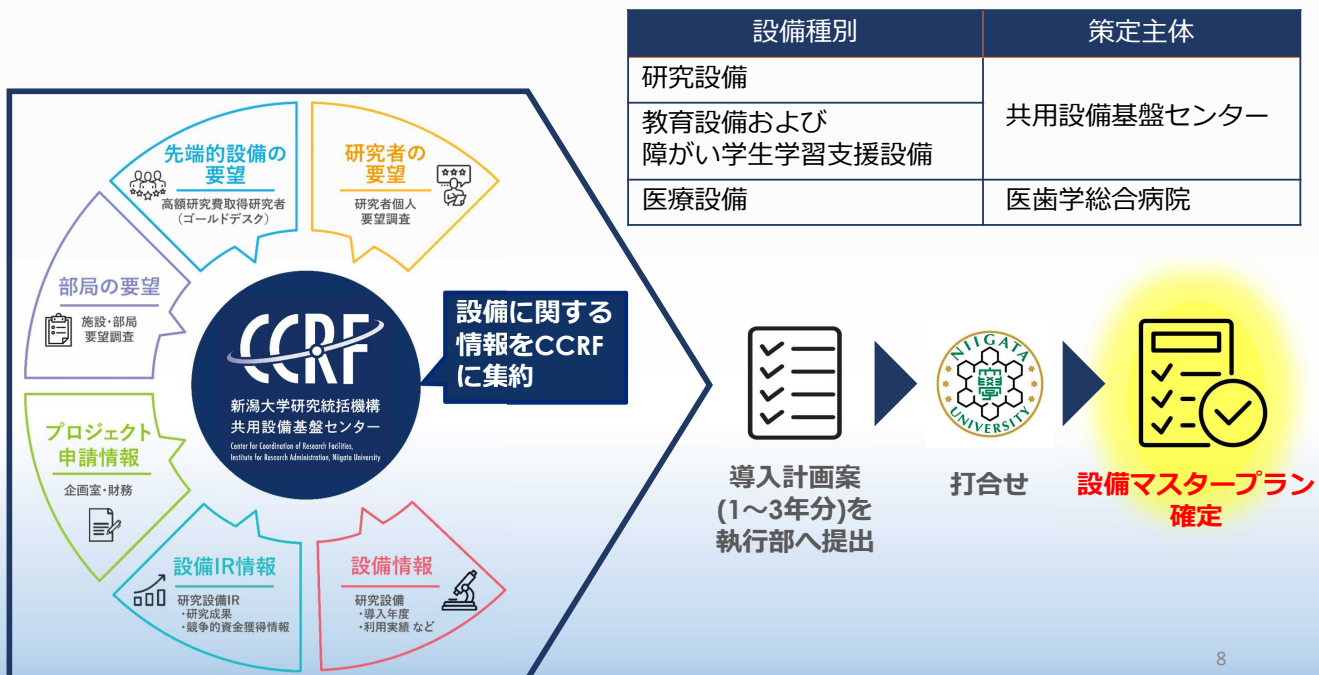 設備種別
策定主体
研究設備
教育設備および
障がい学生学習支援設備
共用設備基盤センター
医療設備
医歯学総合病院
先端的設備の
要望
高額研究費取得研究者
(ゴールドデスク)
研究者の
要望
研究者個人
要望調査
部局の要望
施設・部局
要望調査
プロジェクト
申請情報
企画室・財務
設備IR情報
研究設備IR
・研究成果
・競争的資金獲得情報
設備情報
研究設備
・導入年度
・利用実績 など
CCRF
新潟大学研究統括機構
共用設備基盤センター
Center for Coordination of Research Facilities,
Institute for Research Administration, Niigata University
設備に関する
情報をCCRF
に集約
導入計画案
(1～3年分)を
執行部へ提出
NIIGATA
UNIVERSITY
打合せ
設備マスタープラン
確定
8